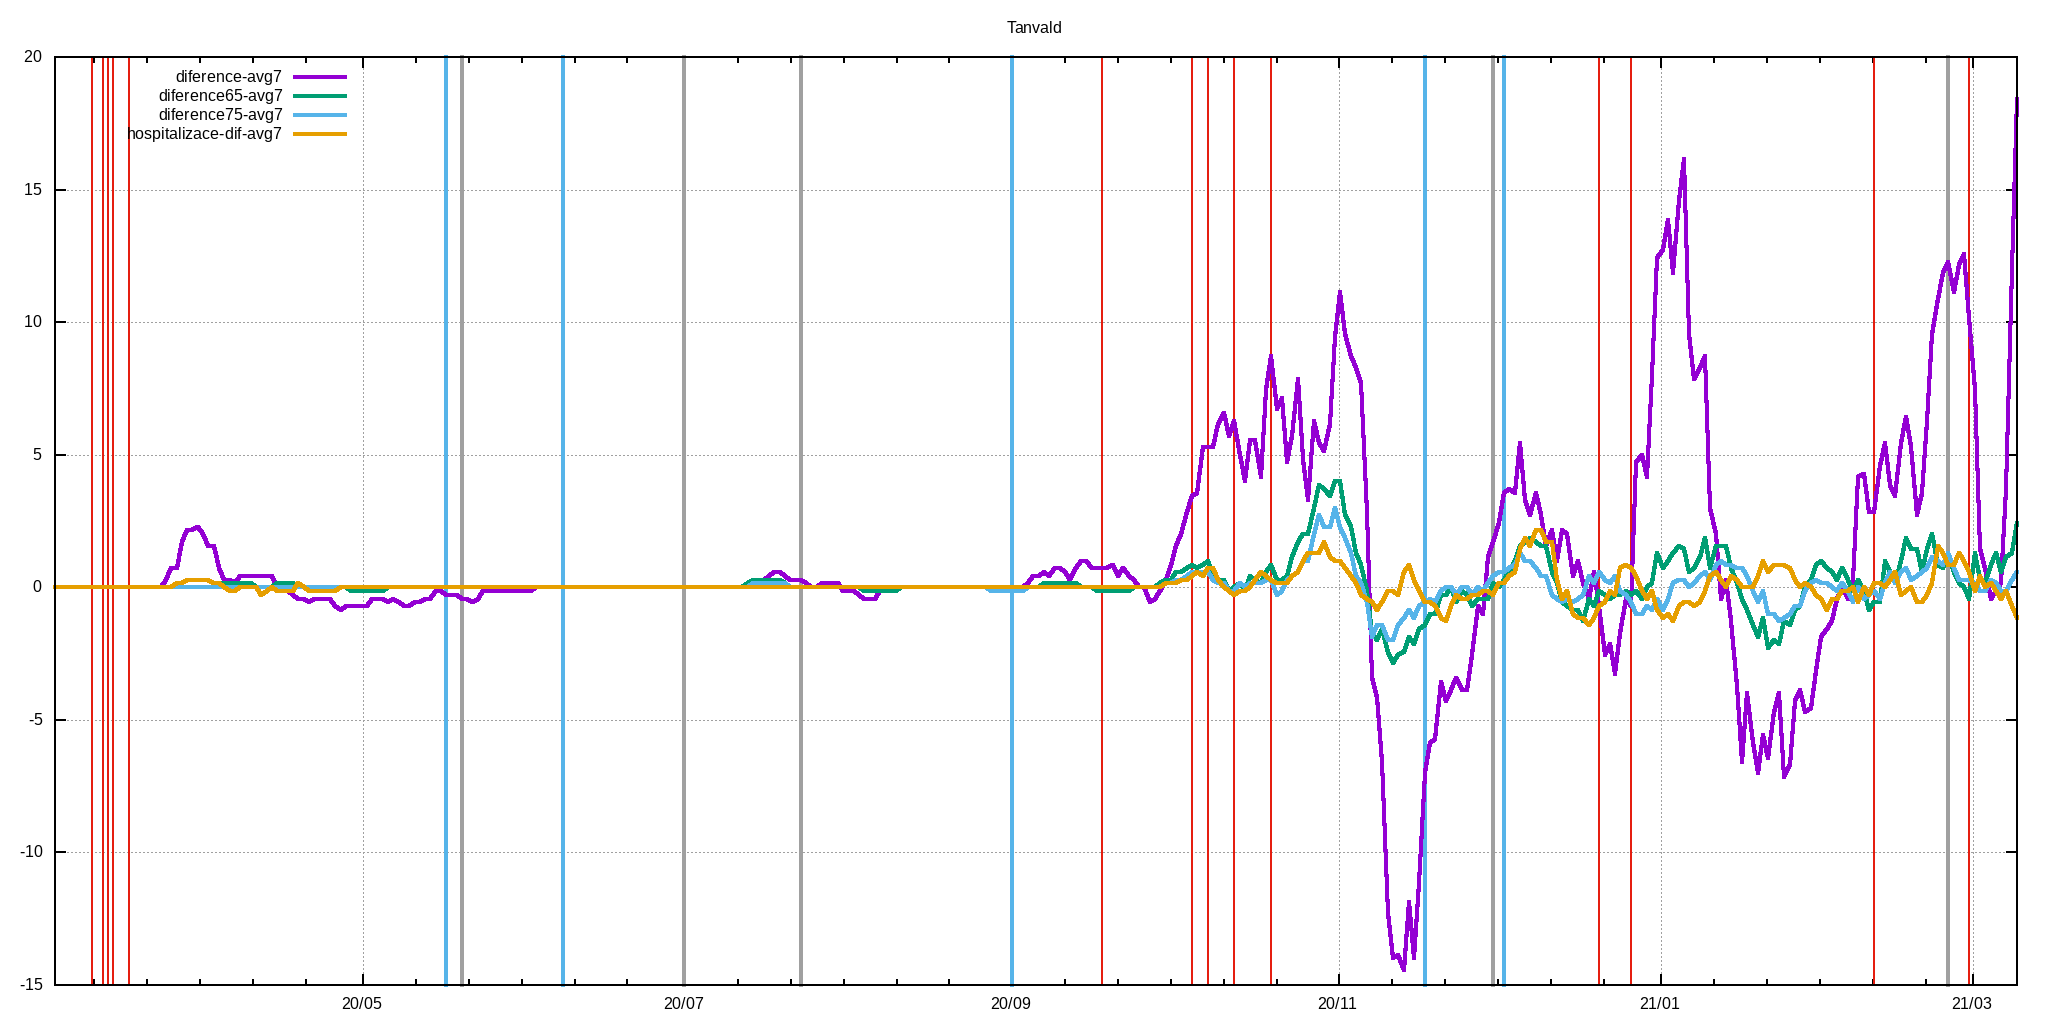 Tanvald
20
diference-avg7
diference65-avg7
diference75-avg7
hospitalizace-dif-avg7
15
10
5
0
-5
-10
-15
20/05 20/07 20/09 20/11 21/01 21/03